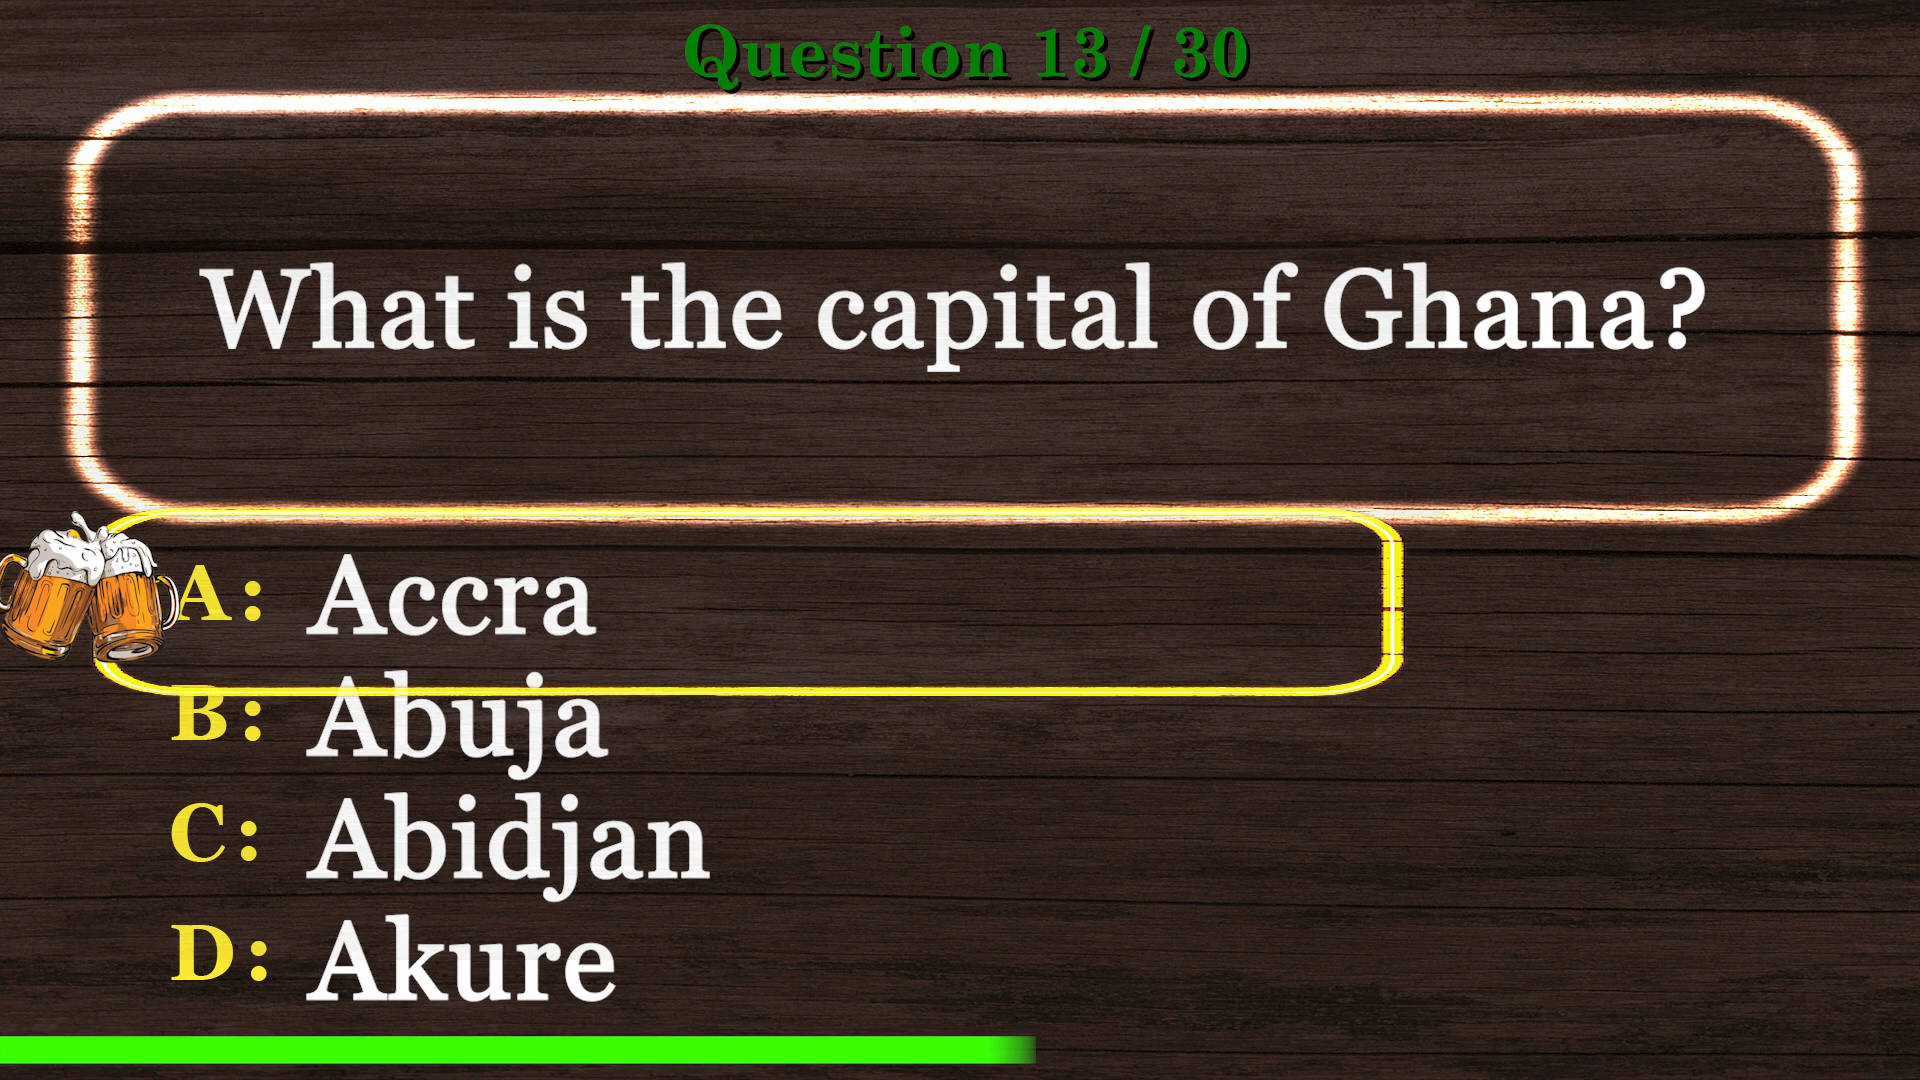 Question 13 / 30
What is the capital of Ghana?
A: Accra
B: Abuja
C: Abidjan
D: Akure